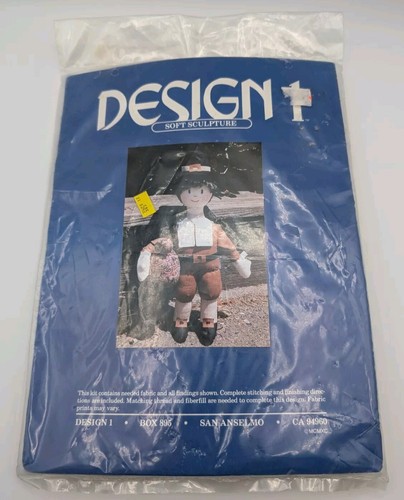 DESIGN 1
SOFT SCULPTURE
This kit contains needed fabric and all findings shown. Complete stitching and finishing direc-
tions are included. Matching thread and fiberfill are needed to complete this design. Fabric
prints may vary.
DESIGN 1 • BOX 895 • SAN ANSELMO • CA 94960